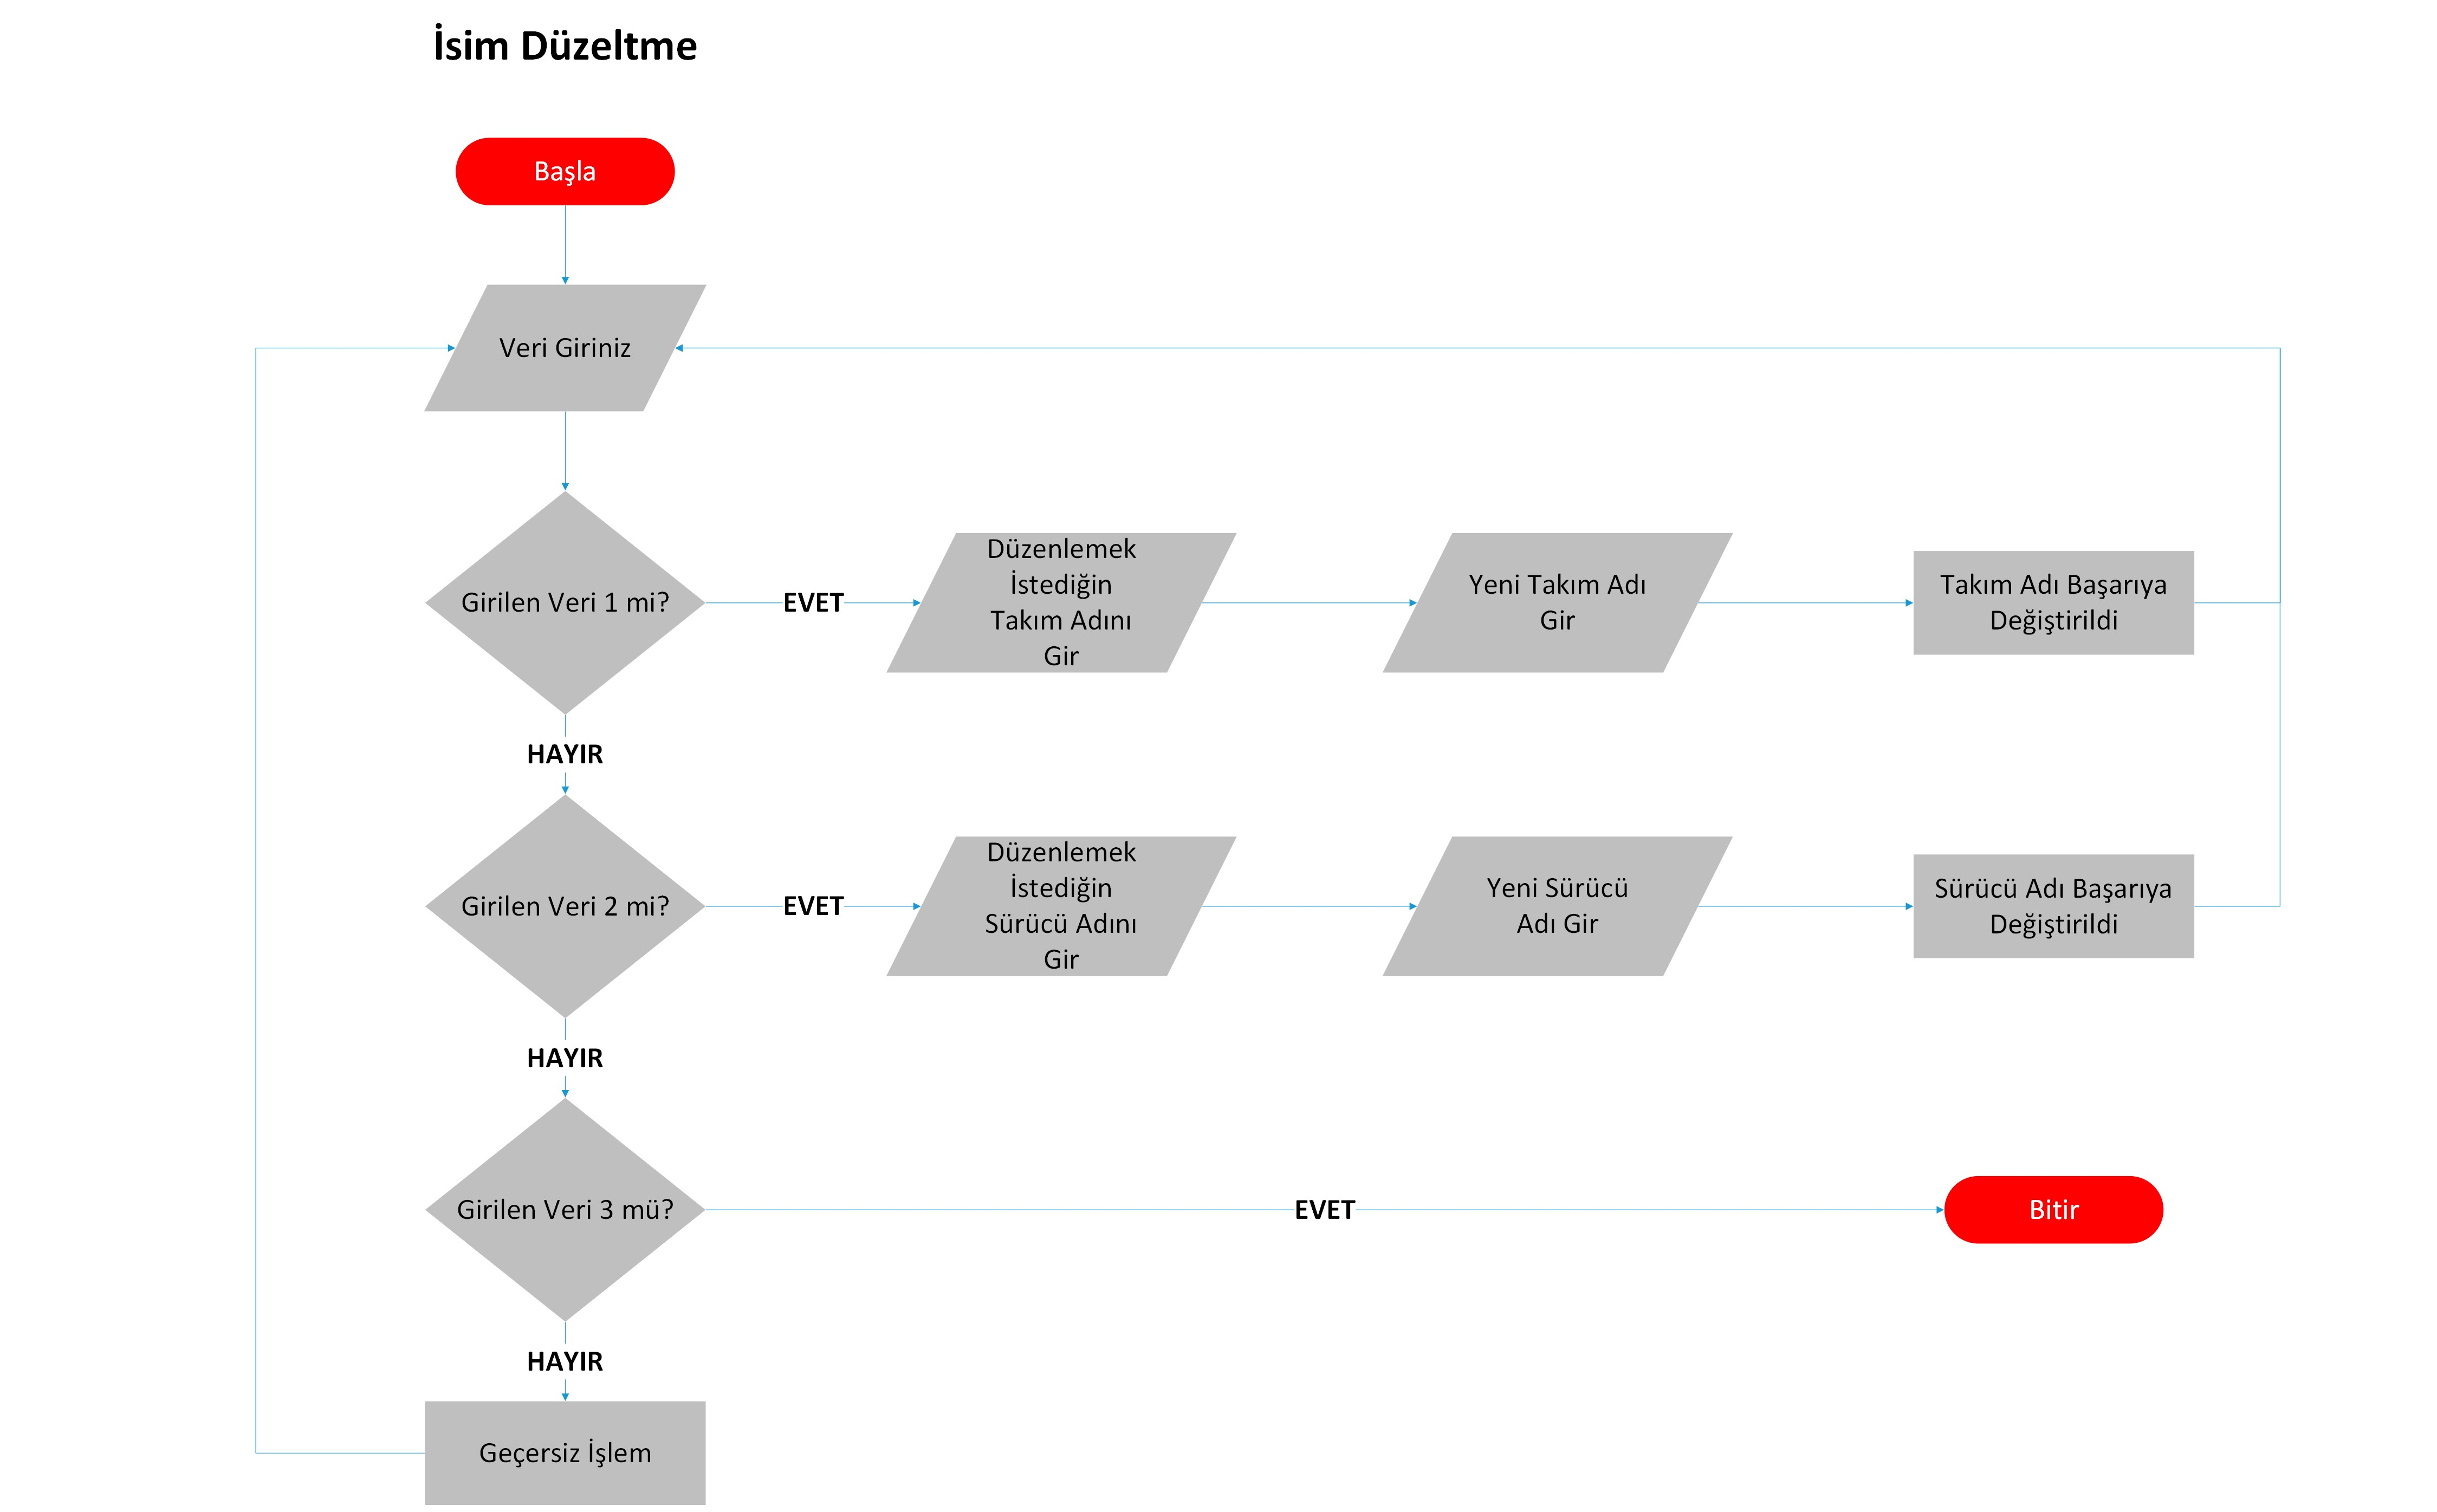 İsim Düzeltme
Başla
Veri Giriniz
Girilen Veri 1 mi?
EVET
Düzenlemek
İstediğin
Takım Adını
Gir
Yeni Takım Adı
Gir
Takım Adı Başarıya
Değiştirildi
HAYIR
Girilen Veri 2 mi?
EVET
Düzenlemek
İstediğin
Sürücü Adını
Gir
Yeni Sürücü
Adı Gir
Sürücü Adı Başarıya
Değiştirildi
HAYIR
Girilen Veri 3 mü?
EVET
Bitir
HAYIR
Geçersiz İşlem